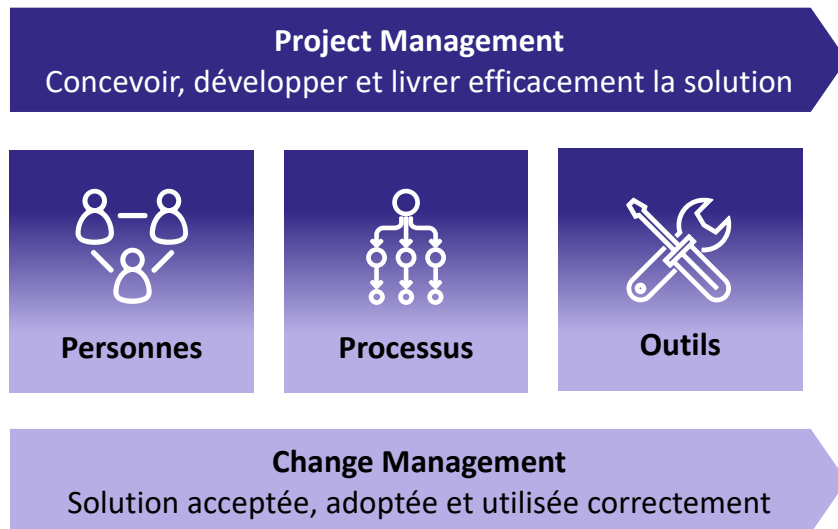 Project Management
Concevoir, développer et livrer efficacement la solution
Personnes
Processus
Outils
Change Management
Solution acceptée, adoptée et utilisée correctement